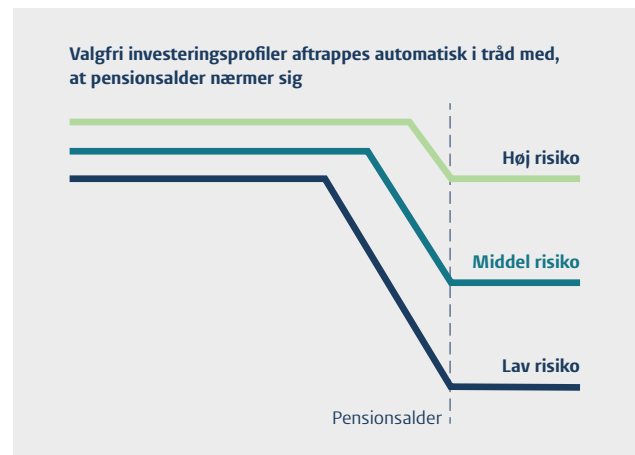 Valgfri investeringsprofiler aftrappes automatisk i tråd med,
at pensionsalder nærmer sig
Høj risiko
Middel risiko
Lav risiko
Pensionsalder